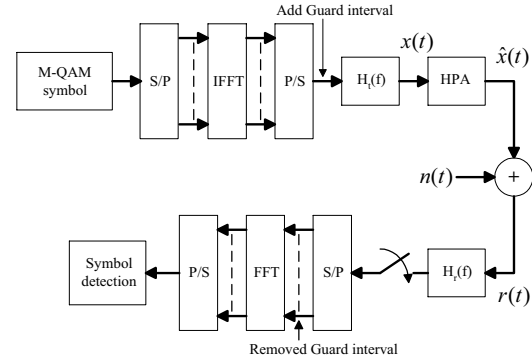 Add Guard interval
M-QAM
symbol
S/P
IFFT
P/S
H_t(f)
x(t)
HPA
x̂(t)
n(t)
+
Symbol
detection
P/S
FFT
S/P
H_r(f)
r(t)
Removed Guard interval